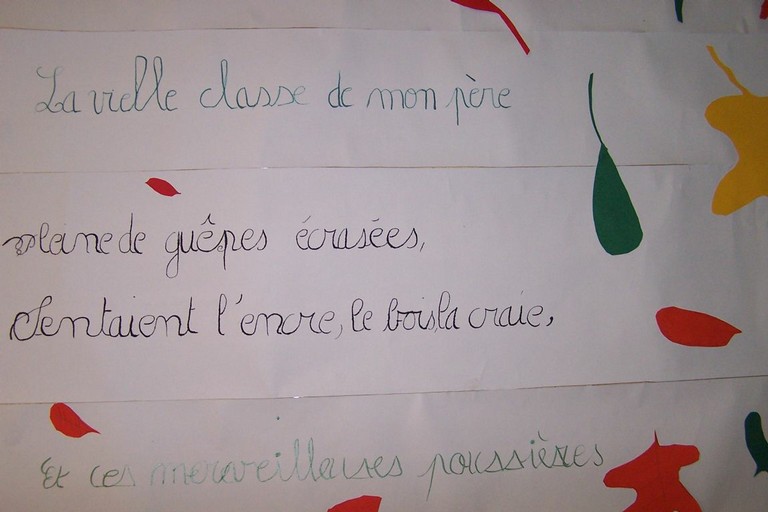 La vielle classe de mon père
pleine de guêpes écrasées,
Sentaient l'encre, le bois, la craie,
Et ces merveilleuses poussières